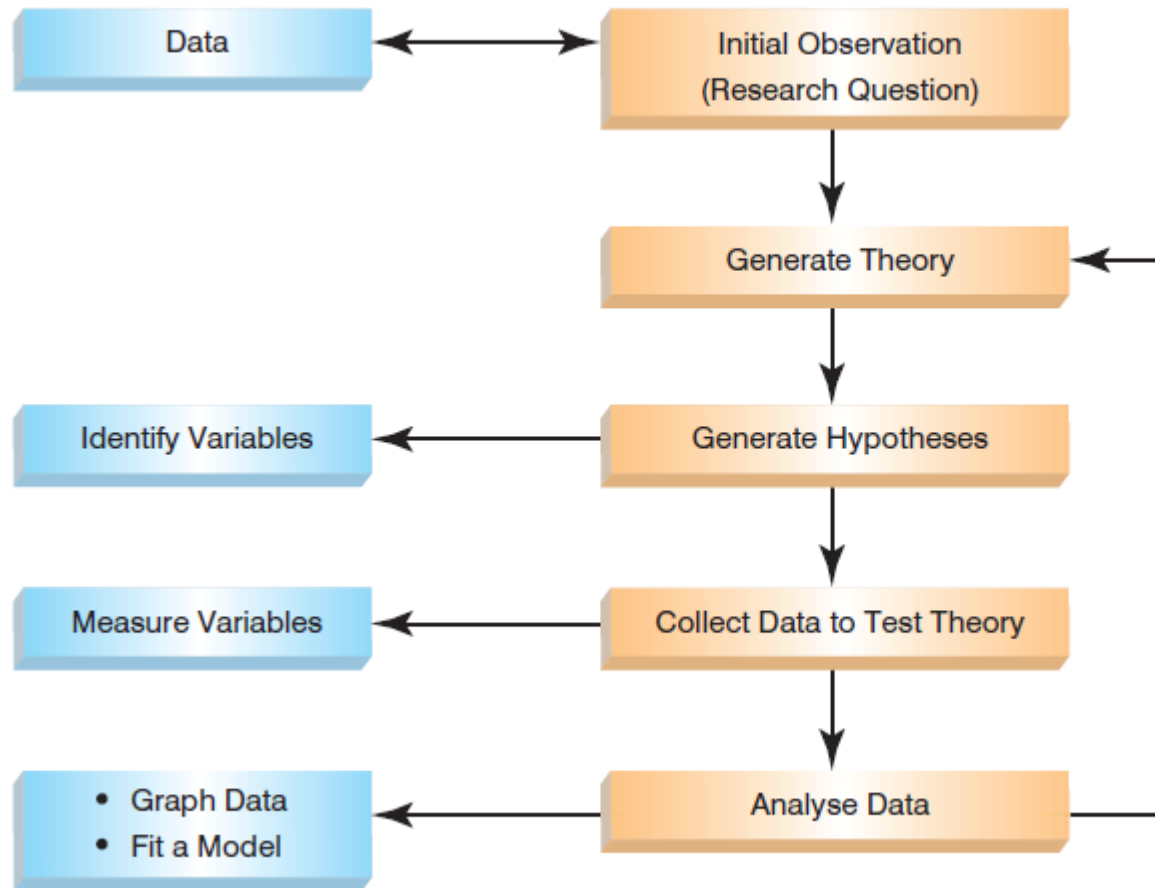 Data
Initial Observation
(Research Question)
Generate Theory
Identify Variables
Generate Hypotheses
Measure Variables
Collect Data to Test Theory
• Graph Data
• Fit a Model
Analyse Data